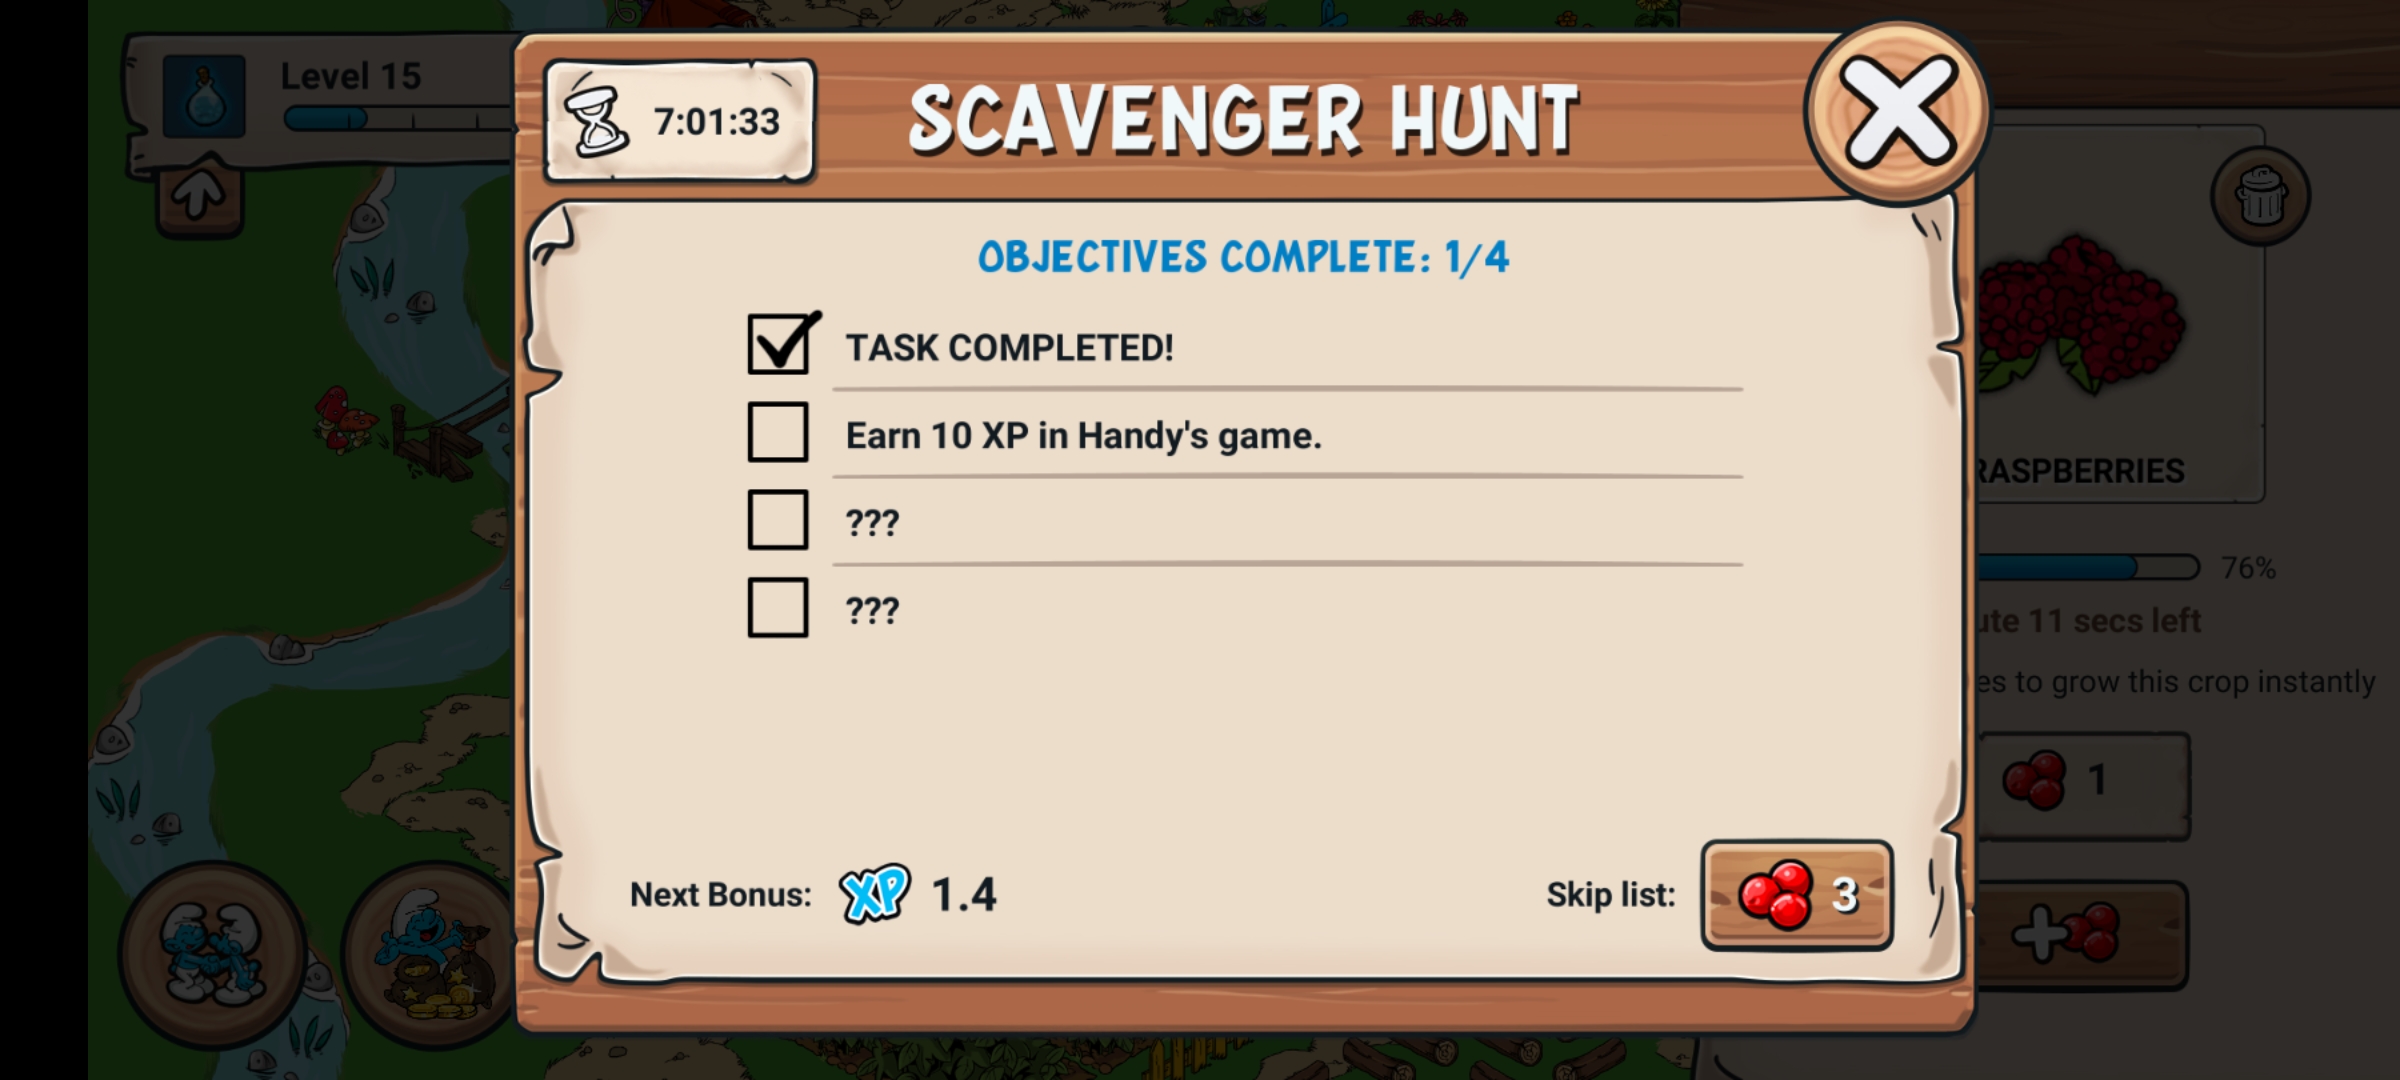 Level 15
7:01:33
SCAVENGER HUNT
OBJECTIVES COMPLETE: 1/4
TASK COMPLETED!
Earn 10 XP in Handy's game.
???
???
Next Bonus: XP 1.4
Skip list: 3
RASPBERRIES
76%
11 secs left
to grow this crop instantly
1
+